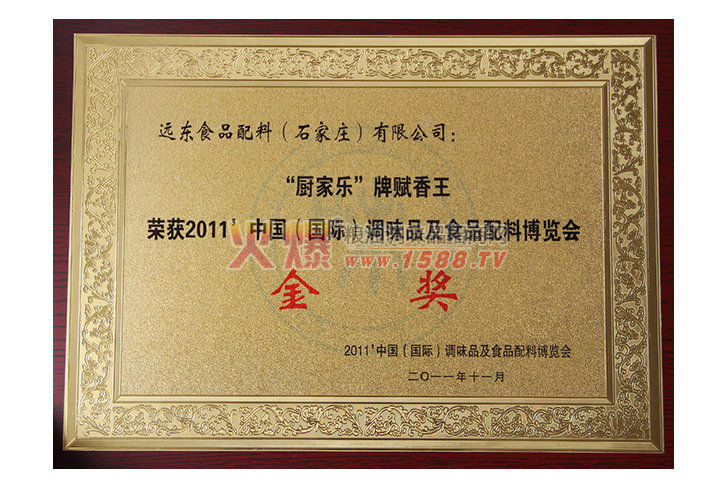 远东食品配料（石家庄）有限公司：
“厨家乐”牌赋香王
荣获2011’中国（国际）调味品及食品配料博览会
火爆
www.1588.TV
金 奖
2011’中国（国际）调味品及食品配料博览会
二〇一一年十一月